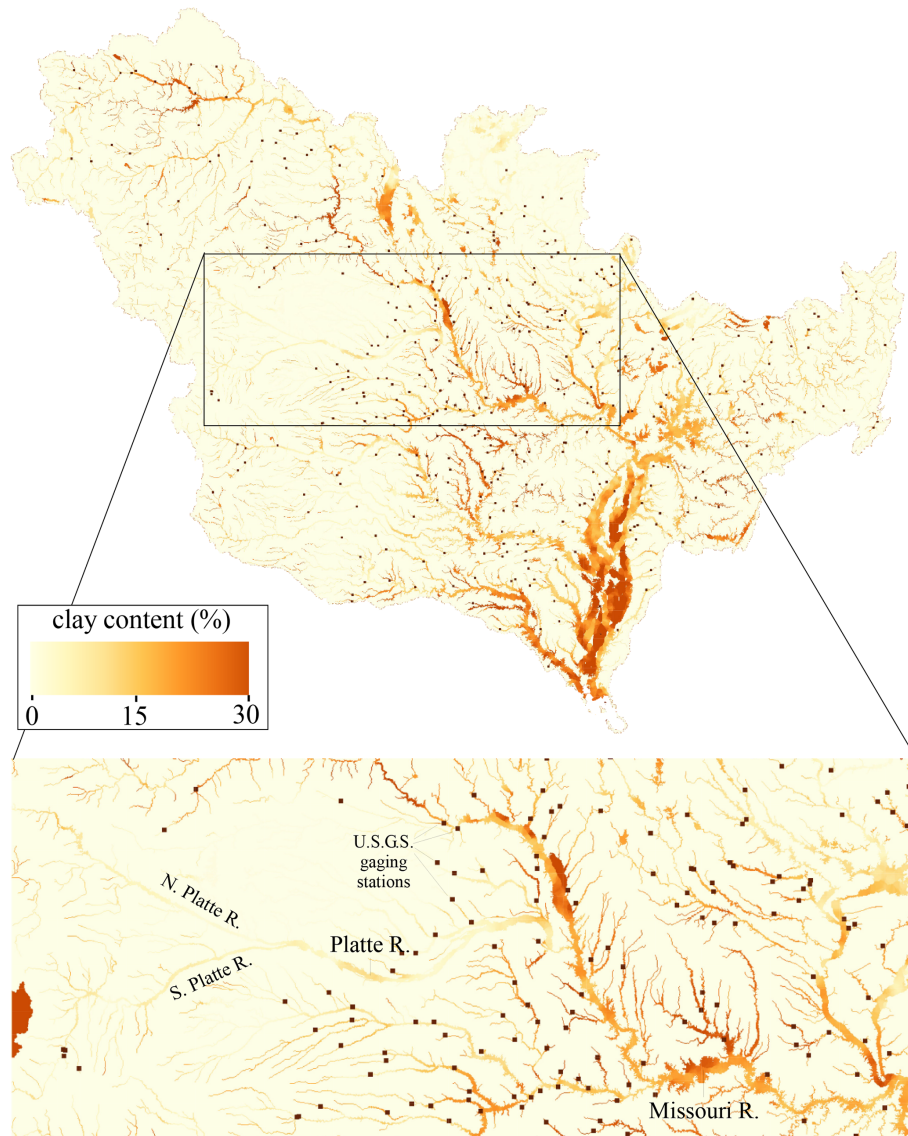 clay content (%)
0 15 30
U.S.G.S.
gaging
stations
N. Platte R.
Platte R.
S. Platte R.
Missouri R.